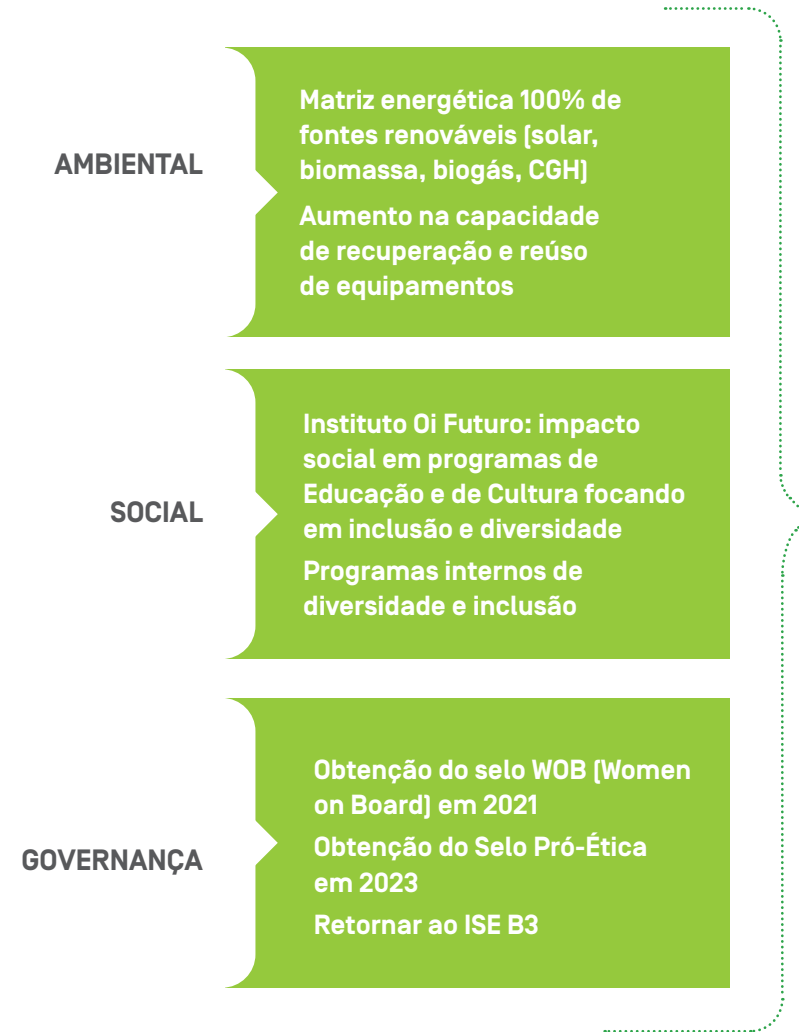 AMBIENTAL
Matriz energética 100% de
fontes renováveis (solar,
biomassa, biogás, CGH)
Aumento na capacidade
de recuperação e reúso
de equipamentos
SOCIAL
Instituto Oi Futuro: impacto
social em programas de
Educação e de Cultura focando
em inclusão e diversidade
Programas internos de
diversidade e inclusão
GOVERNANÇA
Obtenção do selo WOB (Women
on Board) em 2021
Obtenção do Selo Pró-Ética
em 2023
Retornar ao ISE B3